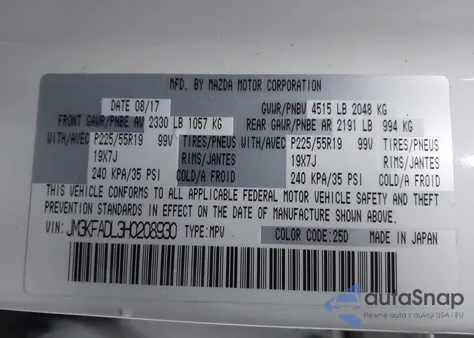 MFD. BY MAZDA MOTOR CORPORATION
DATE 08/17 GVWR/PNBV 4515 LB 2048 KG
FRONT GAWR/PNBE AV 2330 LB 1057 KG REAR GAWR/PNBE AR 2191 LB 994 KG
WITH/AVEC P225/55R19 99V TIRES/PNEUS WITH/AVEC P225/55R19 99V TIRES/PNEUS
19X7J RIMS/JANTES 19X7J RIMS/JANTES
240 KPA/35 PSI COLD/A FROID 240 KPA/35 PSI COLD/A FROID
THIS VEHICLE CONFORMS TO ALL APPLICABLE FEDERAL MOTOR VEHICLE SAFETY AND THEFT
PREVENTION STANDARDS IN EFFECT ON THE DATE OF MANUFACTURE SHOWN ABOVE.
VIN: JM3KFADL3H0208930 TYPE: MPV COLOR CODE: 25D MADE IN JAPAN
autoSnap
Pewne auta z aukcji USA i EU